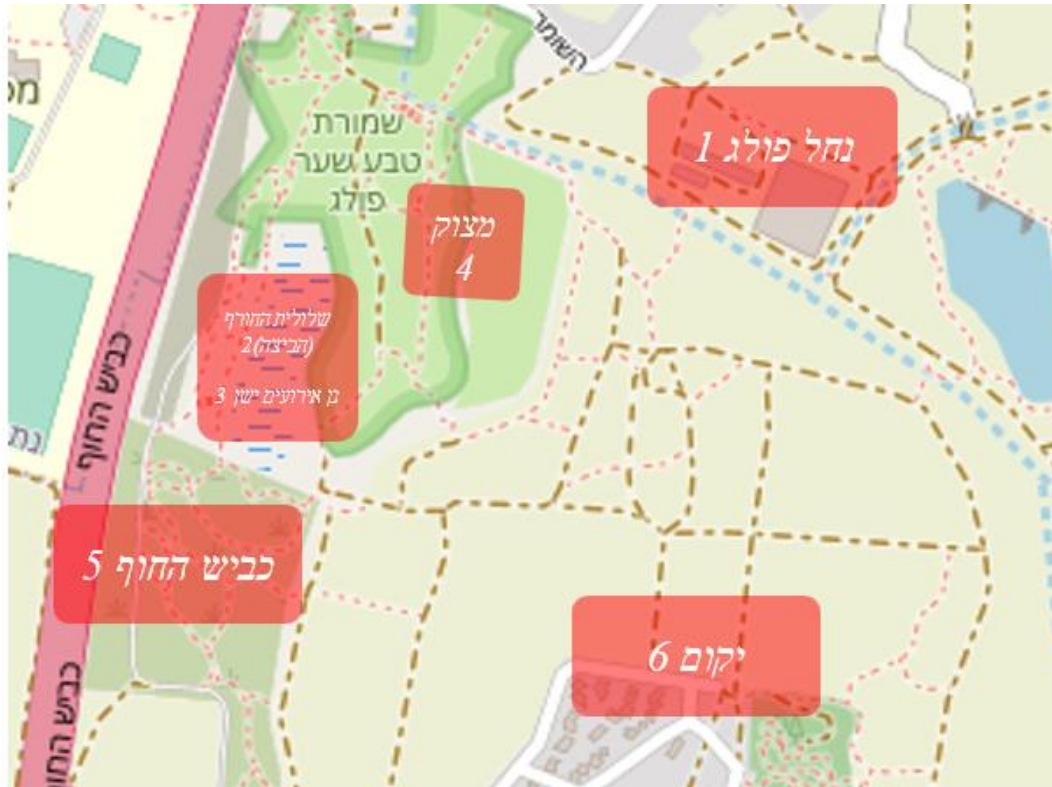 השומר
שמורת
טבע שער
פולג
נחל פולג 1
מצוק
4
שלולית החורף
(הביצה) 2
גן אירועים ישן 3
כביש החוף
כביש החוף 5
יקום 6
כביש החוף